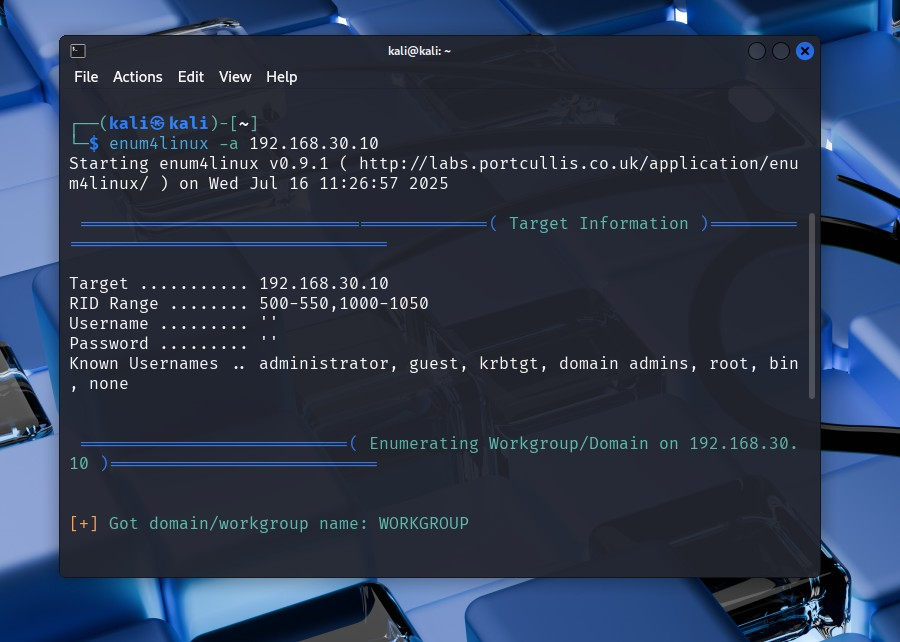 kali@kali: ~
File Actions Edit View Help
┌──(kali㉿kali)-[~]
└─$ enum4linux -a 192.168.30.10
Starting enum4linux v0.9.1 ( http://labs.portcullis.co.uk/application/enu
m4linux/ ) on Wed Jul 16 11:26:57 2025
=========================================( Target Information )=========
================================
Target ........... 192.168.30.10
RID Range ........ 500-550,1000-1050
Username ......... ''
Password ......... ''
Known Usernames .. administrator, guest, krbtgt, domain admins, root, bin
, none
===========================( Enumerating Workgroup/Domain on 192.168.30.
10 )===========================
[+] Got domain/workgroup name: WORKGROUP